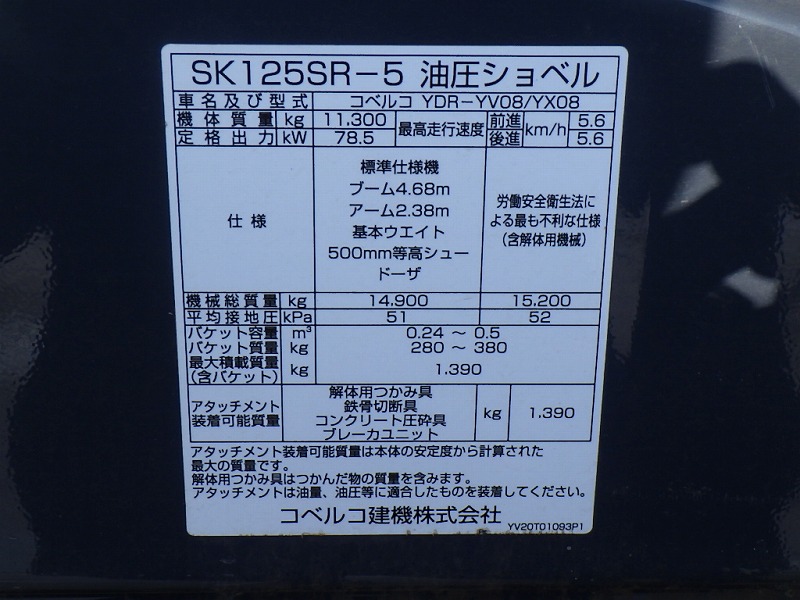 SK125SR-5 油圧ショベル
車名及び型式 コベルコ YDR-YV08/YX08
機体質量 kg 11.300 最高走行速度 前進 km/h 5.6
定格出力 kW 78.5 後進 5.6
仕様 標準仕様機 労働安全衛生法に
ブーム4.68m よる最も不利な仕様
アーム2.38m (含解体用機械)
基本ウエイト
500mm等高シュー
ドーザ
機械総質量 kg 14.900 15.200
平均接地圧 kPa 51 52
バケット容量 m³ 0.24 ～ 0.5
バケット質量 kg 280 ～ 380
最大積載質量 kg 1.390
(含バケット)
アタッチメント 解体用つかみ具 kg 1.390
装着可能質量 鉄骨切断具
コンクリート圧砕具
ブレーカユニット
アタッチメント装着可能質量は本体の安定度から計算された
最大の質量です。
解体用つかみ具はつかんだ物の質量を含みます。
アタッチメントは油量、油圧等に適合したものを装着してください。
コベルコ建機株式会社 YV20T01093P1